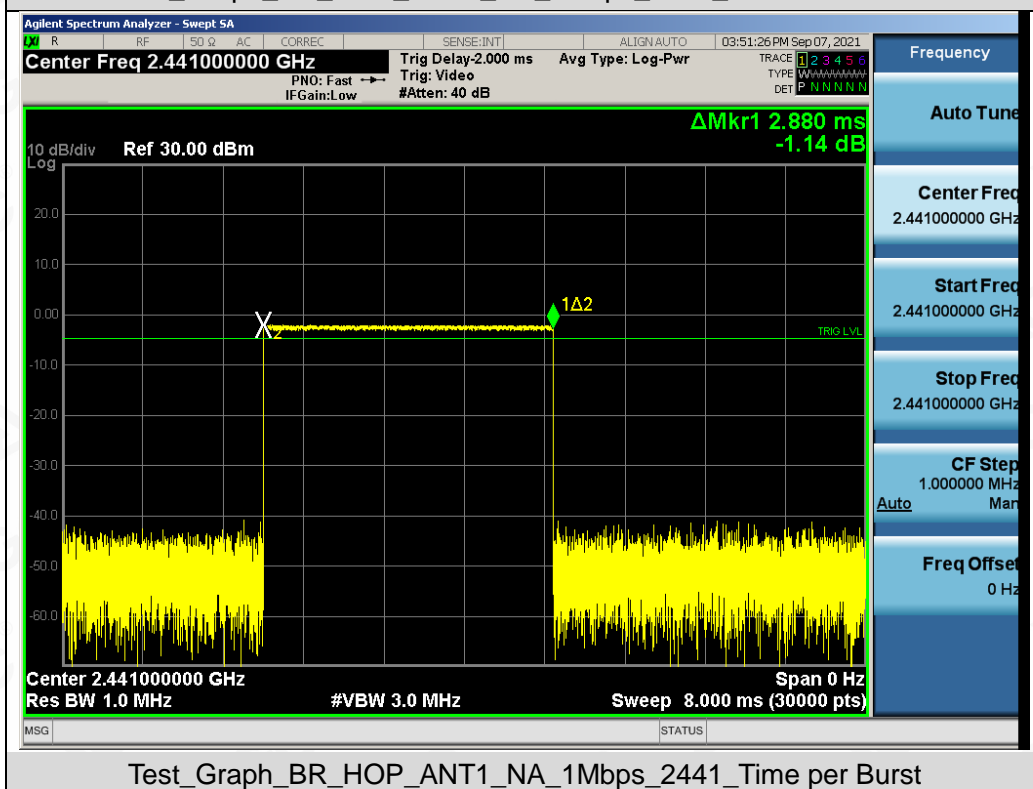 Agilent Spectrum Analyzer - Swept SA
LXI R RF 50 Ω AC CORREC SENSE:INT ALIGNAUTO 03:51:26 PM Sep 07, 2021
Center Freq 2.441000000 GHz
PNO: Fast
IFGain:Low
Trig Delay-2.000 ms
Trig: Video
#Atten: 40 dB
Avg Type: Log-Pwr
TRACE 1 2 3 4 5 6
TYPE W
DET P N N N N N
ΔMkr1 2.880 ms
-1.14 dB
10 dB/div Ref 30.00 dBm
Log
20.0
10.0
0.00
-10.0
-20.0
-30.0
-40.0
-50.0
-60.0
1Δ2
2
TRIG LVL
Center 2.441000000 GHz Span 0 Hz
Res BW 1.0 MHz #VBW 3.0 MHz Sweep 8.000 ms (30000 pts)
MSG STATUS
Frequency
Auto Tune
Center Freq
2.441000000 GHz
Start Freq
2.441000000 GHz
Stop Freq
2.441000000 GHz
CF Step
1.000000 MHz
Auto Man
Freq Offset
0 Hz
Test_Graph_BR_HOP_ANT1_NA_1Mbps_2441_Time per Burst